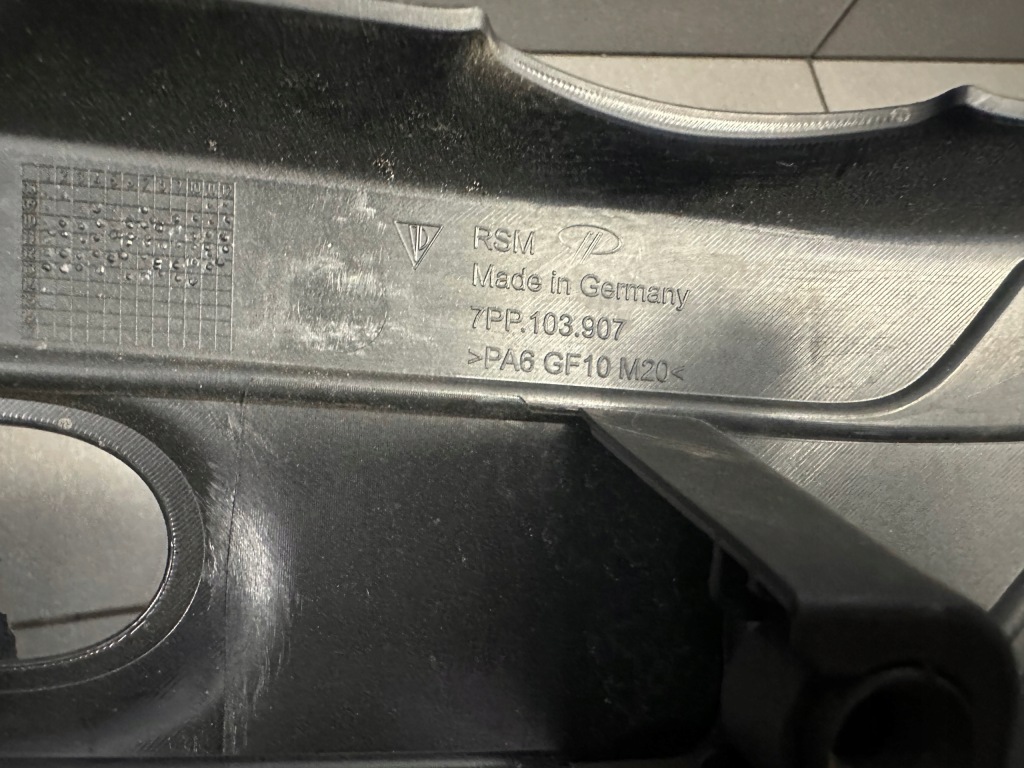 RSM
Made in Germany
7PP.103.907
>PA6 GF10 M20<